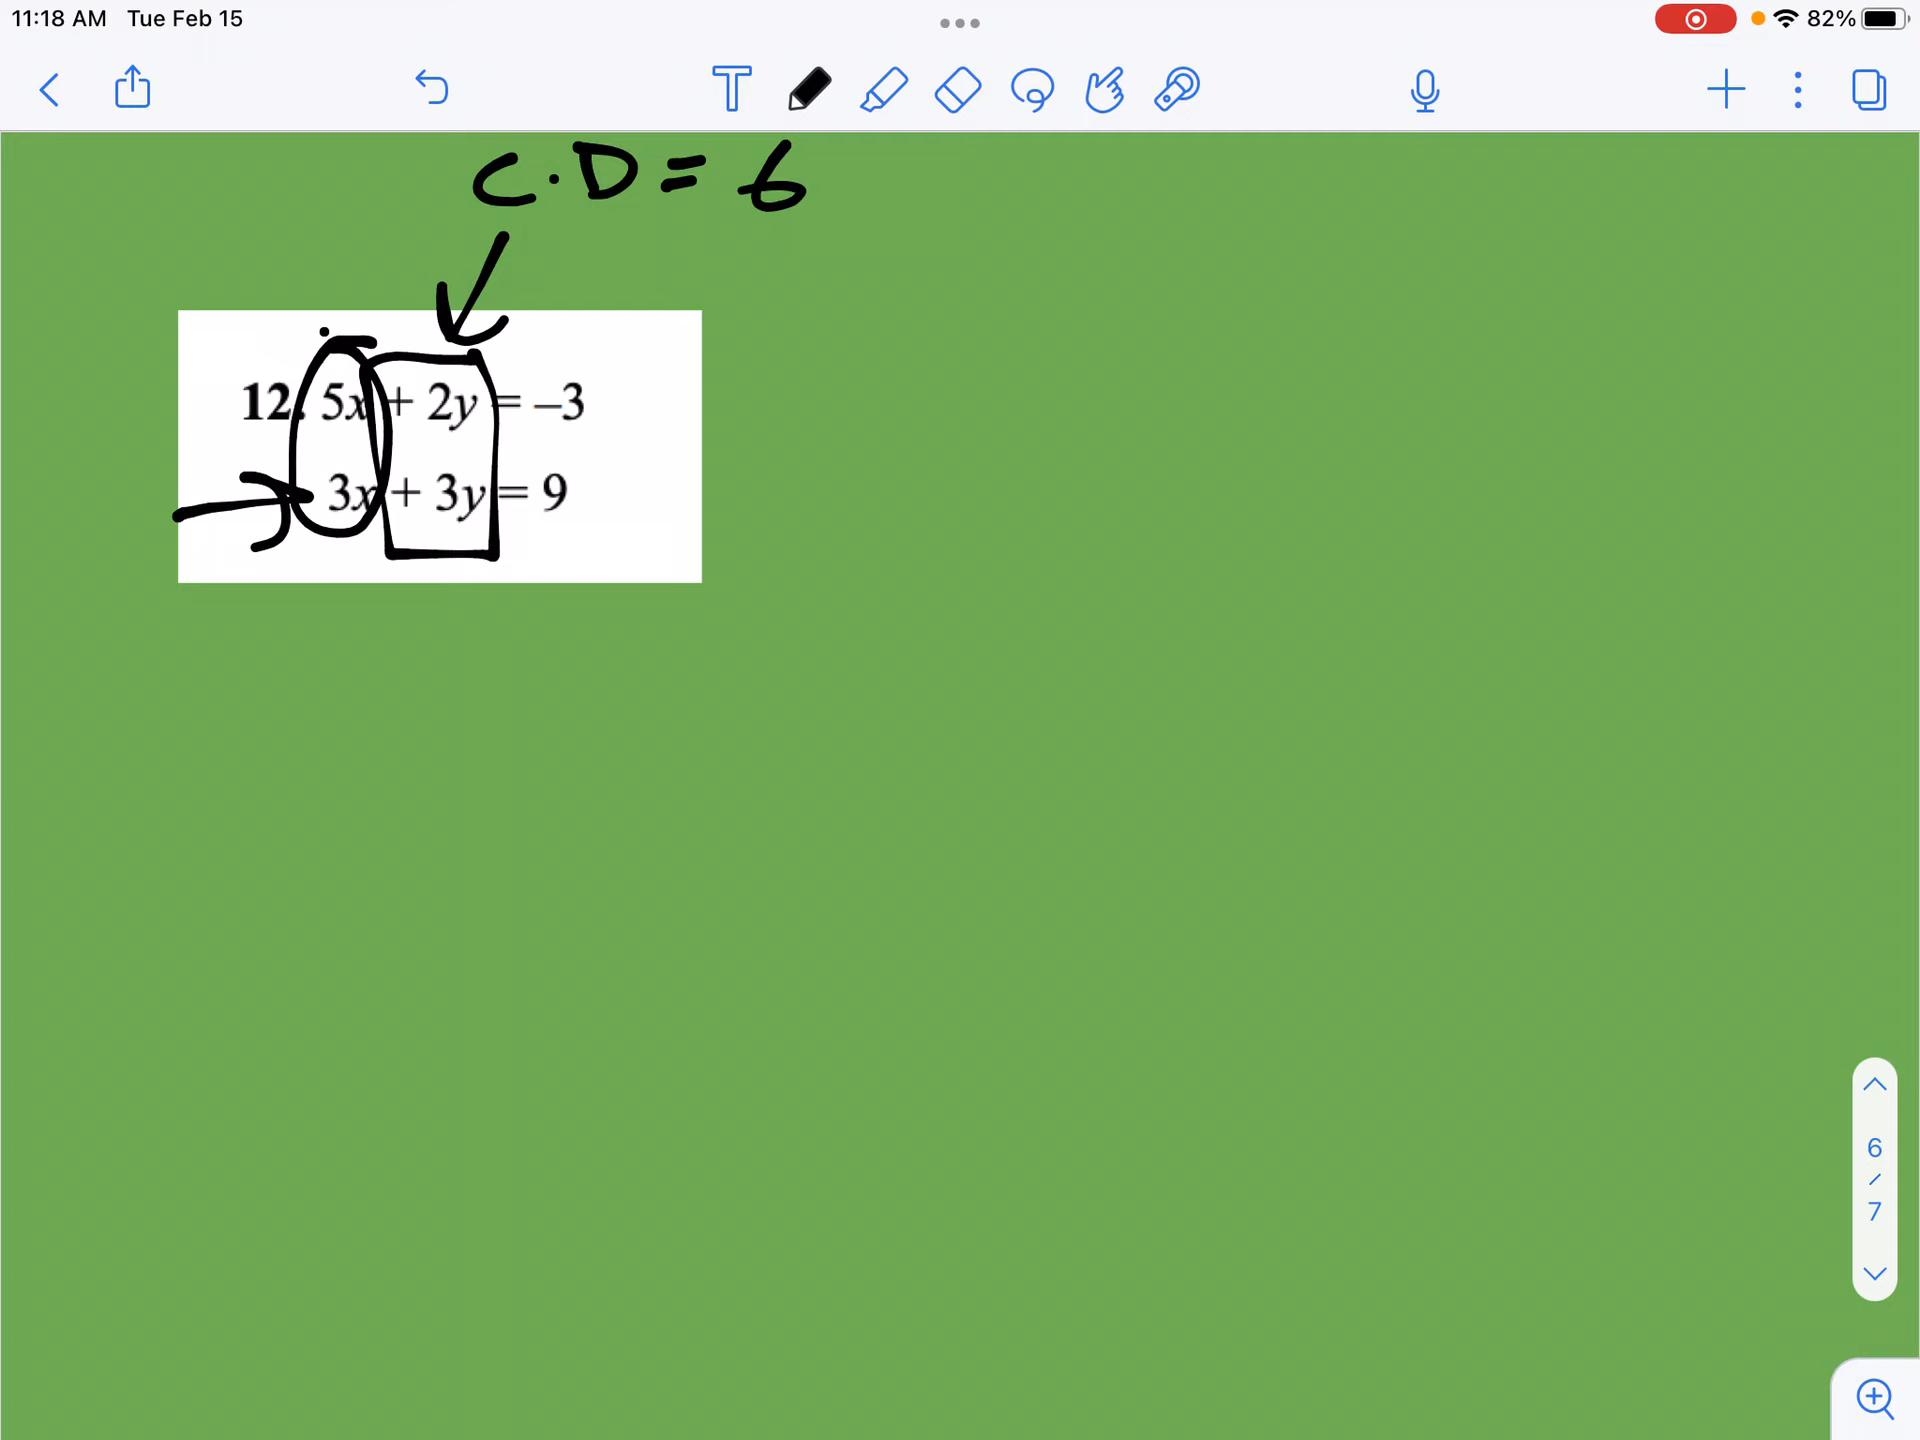 11:18 AM Tue Feb 15
82%
T
C·D = 6
12. 5x + 2y = –3
3x + 3y = 9
6
/
7